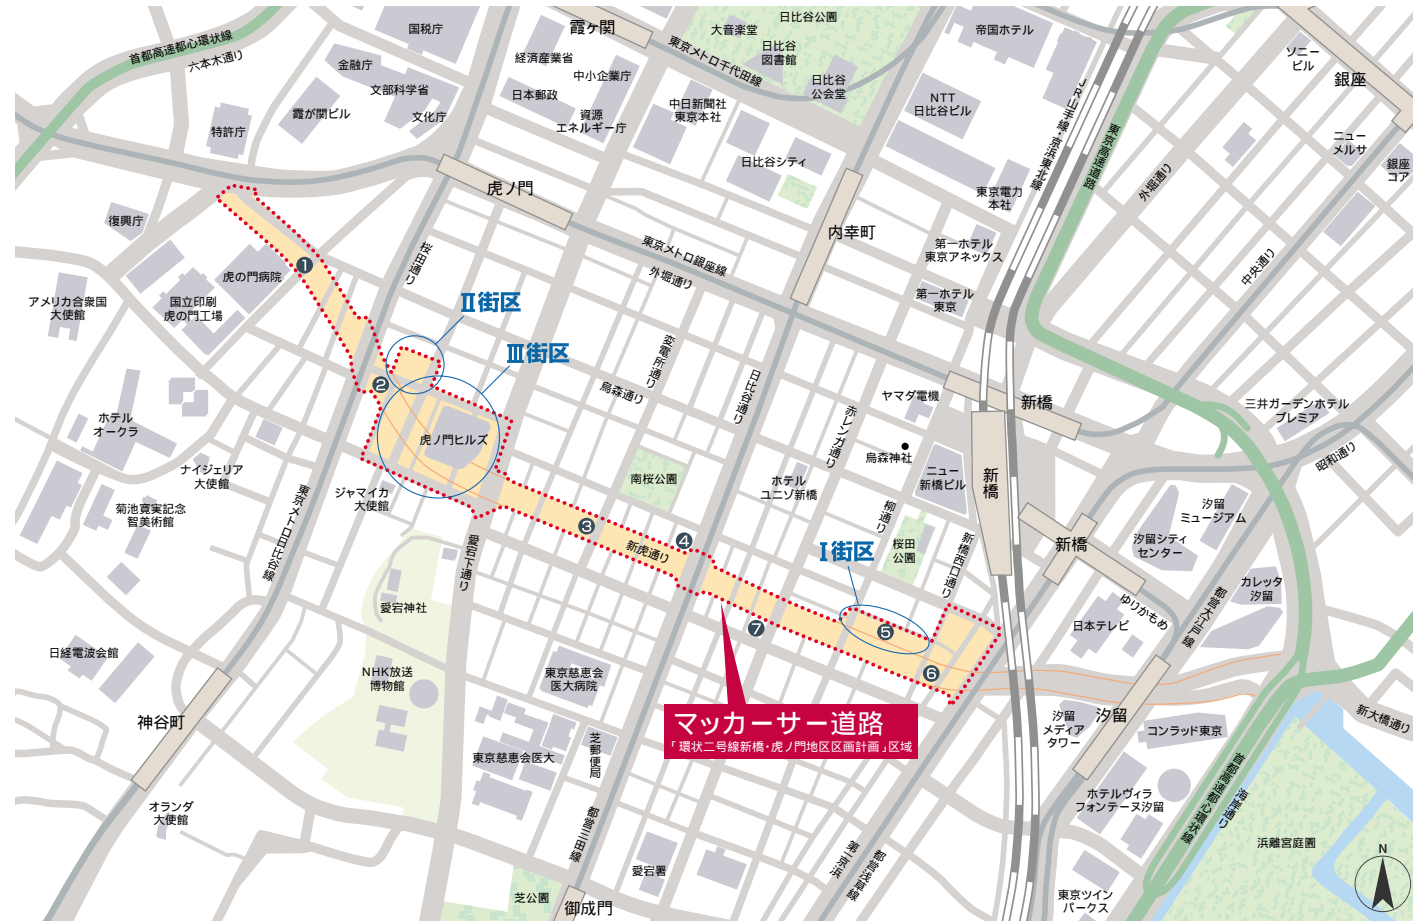 国税庁
霞ヶ関
大音楽堂
日比谷公園
帝国ホテル
首都高速都心環状線
六本木通り
金融庁
経済産業省
中小企業庁
日比谷
図書館
東京メトロ千代田線
ソニー
ビル
銀座
文部科学省
日本郵政
日比谷
公会堂
NTT
日比谷ビル
JR山手線・京浜東北線
特許庁
霞が関ビル
文化庁
資源
エネルギー庁
中日新聞社
東京本社
東京高速道路
ニュー
メルサ
日比谷シティ
銀座
コア
虎ノ門
東京電力
本社
外堀通り
復興庁
桜田通り
東京メトロ銀座線
外堀通り
内幸町
第一ホテル
東京アネックス
中央通り
❶
虎の門病院
アメリカ合衆国
大使館
国立印刷
虎の門工場
Ⅱ街区
第一ホテル
東京
Ⅲ街区
変電所通り
❷
烏森通り
日比谷通り
ヤマダ電機
新橋
三井ガーデンホテル
プレミア
ホテル
オークラ
虎ノ門ヒルズ
赤レンガ通り
烏森神社
昭和通り
ナイジェリア
大使館
南桜公園
ホテル
ユニゾ新橋
ニュー
新橋ビル
新橋
ジャマイカ
大使館
菊池寛実記念
智美術館
東京メトロ日比谷線
柳通り
汐留
ミュージアム
❸
❹
新虎通り
愛宕下通り
Ⅰ街区
桜田
公園
新橋西口通り
新橋
汐留シティ
センター
カレッタ
汐留
愛宕神社
ゆりかもめ
都営大江戸線
❼
❺
日本テレビ
日経電波会館
NHK放送
博物館
東京慈恵会
医大病院
❻
神谷町
マッカーサー道路
「環状二号線新橋・虎ノ門地区区画計画」区域
汐留
メディア
タワー
汐留
コンラッド東京
新大橋通り
東京慈恵会医大
芝郵便局
首都高速都心環状線
海岸通り
オランダ
大使館
ホテルヴィラ
フォンテーヌ汐留
都営三田線
第一京浜
都営浅草線
浜離宮庭園
N
愛宕署
芝公園
御成門
東京ツイン
パークス